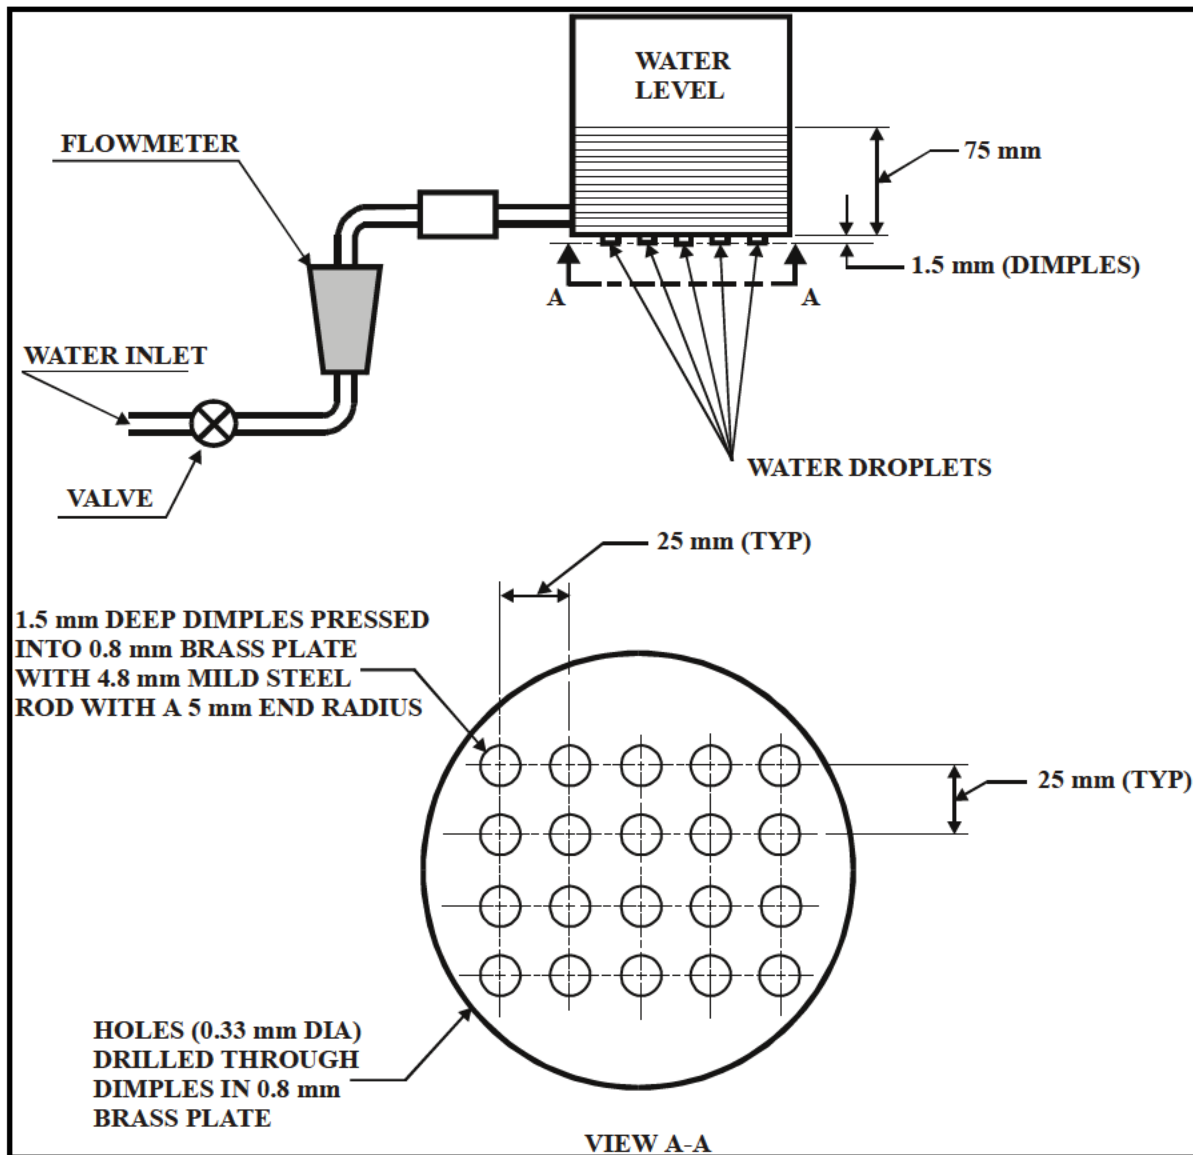 WATER
LEVEL
FLOWMETER
75 mm
1.5 mm (DIMPLES)
A
A
WATER INLET
WATER DROPLETS
VALVE
25 mm (TYP)
1.5 mm DEEP DIMPLES PRESSED
INTO 0.8 mm BRASS PLATE
WITH 4.8 mm MILD STEEL
ROD WITH A 5 mm END RADIUS
25 mm (TYP)
HOLES (0.33 mm DIA)
DRILLED THROUGH
DIMPLES IN 0.8 mm
BRASS PLATE
VIEW A-A